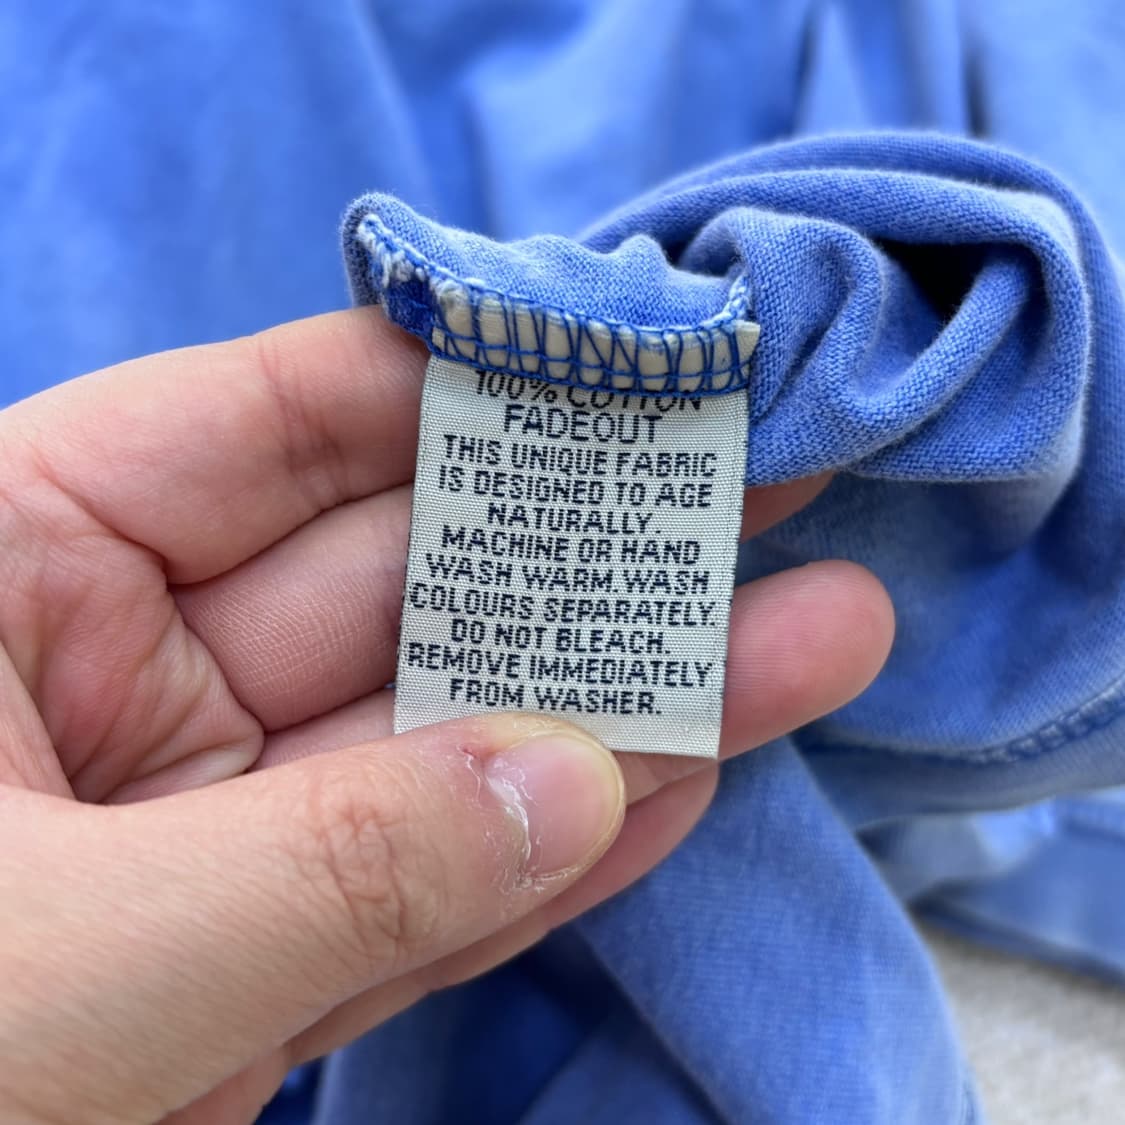 100% COTTON
FADEOUT
THIS UNIQUE FABRIC
IS DESIGNED TO AGE
NATURALLY.
MACHINE OR HAND
WASH WARM. WASH
COLOURS SEPARATELY.
DO NOT BLEACH.
REMOVE IMMEDIATELY
FROM WASHER.